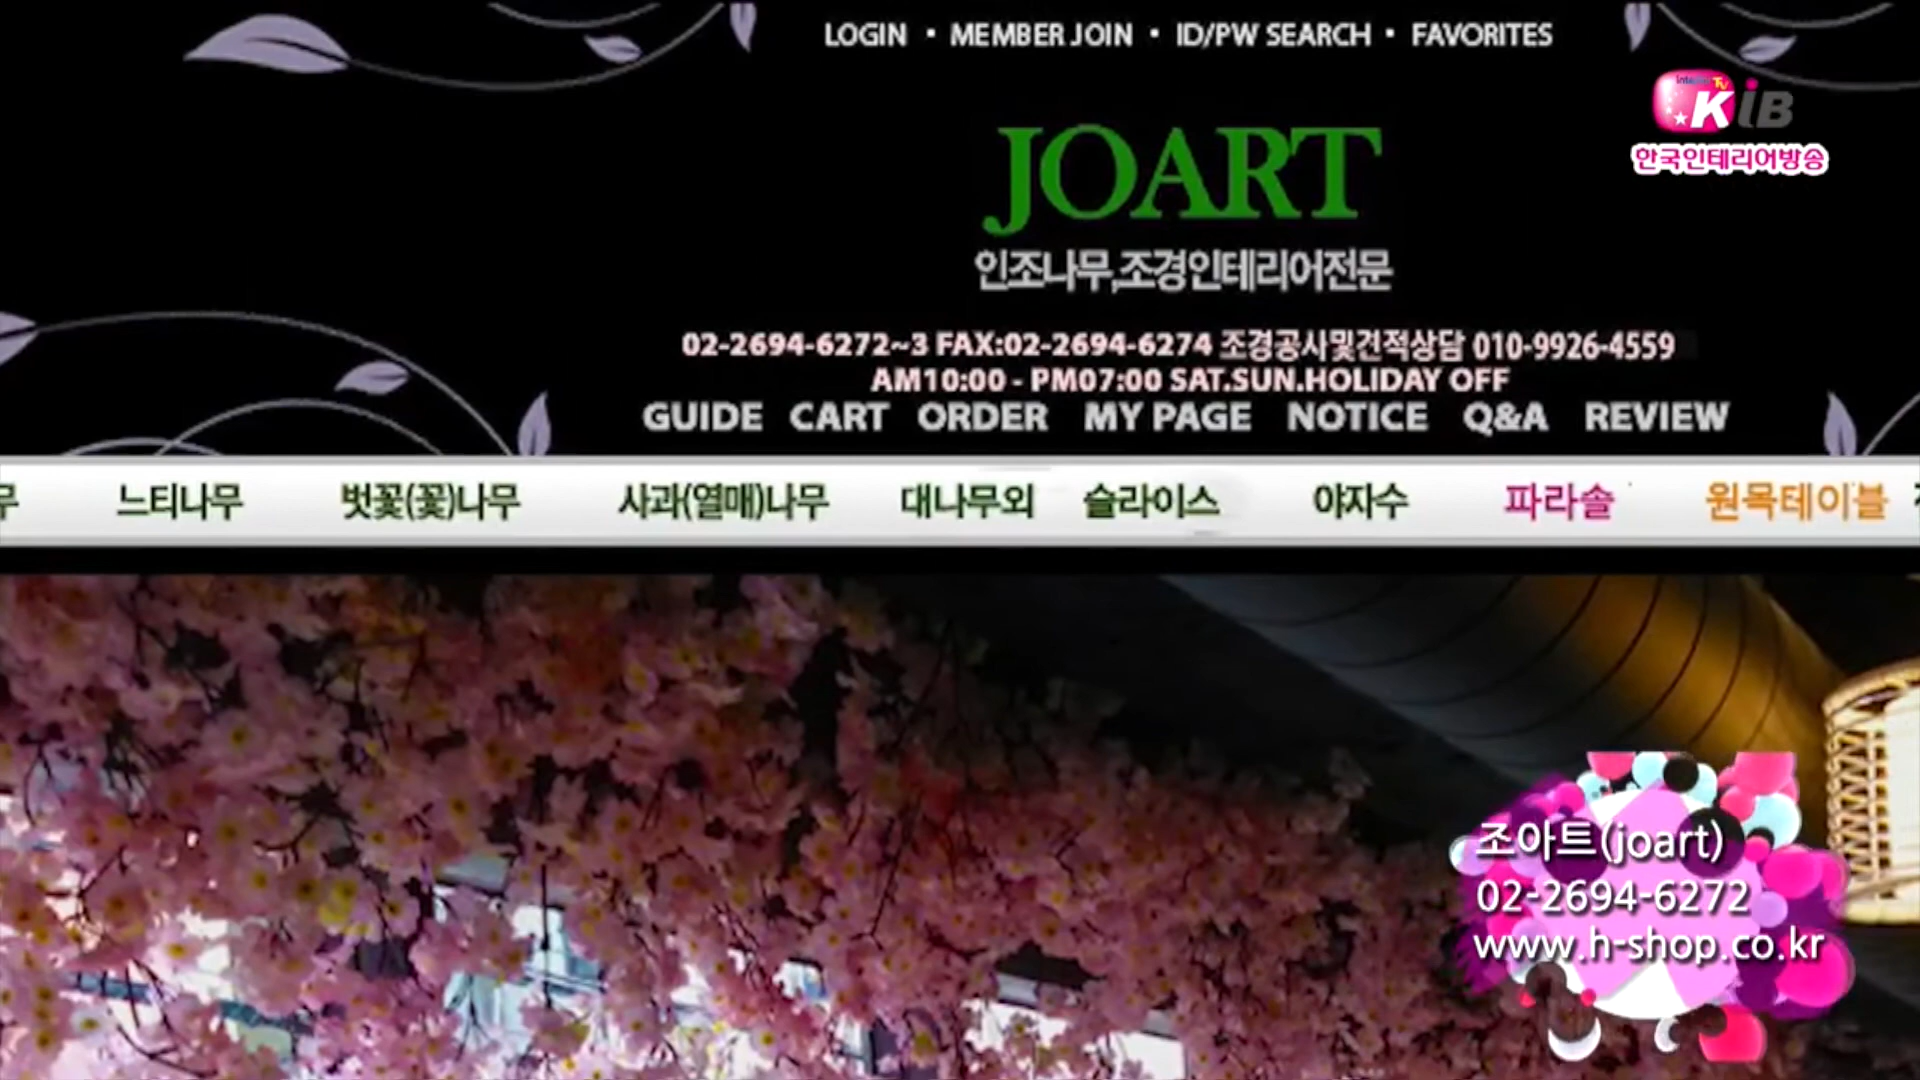 LOGIN ▪ MEMBER JOIN ▪ ID/PW SEARCH ▪ FAVORITES
KiB
한국인테리어방송
JOART
인조나무,조경인테리어전문
02-2694-6272~3 FAX:02-2694-6274 조경공사및견적상담 010-9926-4559
AM10:00 - PM07:00 SAT.SUN.HOLIDAY OFF
GUIDE CART ORDER MY PAGE NOTICE Q&A REVIEW
무 느티나무 벗꽃(꽃)나무 사과(열매)나무 대나무외 슬라이스 야자수 파라솔 원목테이블
조아트(joart)
02-2694-6272
www.h-shop.co.kr